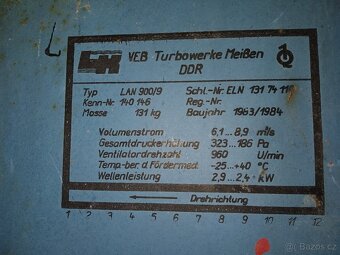 VEB Turbowerke Meißen
DDR
Typ LAN 900/9 Schl.-Nr. ELN 131 74 116
Kenn-Nr. 140 146 Reg.-Nr.
Masse 131 kg Baujahr 1983/1984
Volumenstrom 6,1 ... 8,9 m³/s
Gesamtdruckerhöhung 323 ... 186 Pa
Ventilatordrehzahl 960 U/min
Temp.-ber. d. Fördermed. -25 ... +40 °C
Wellenleistung 2,9 ... 2,4 kW
Drehrichtung
1 2 3 4 5 6 7 8 9 10 11 12
Bazoš.cz